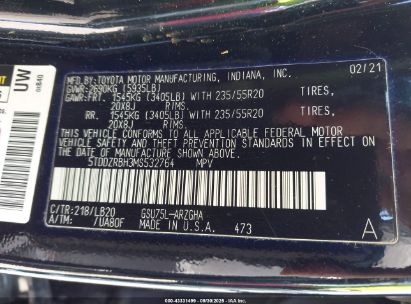 UW
04840
02/21
MFD. BY: TOYOTA MOTOR MANUFACTURING, INDIANA, INC.
GVWR: 2690KG (5935LB)
GAWR: FRT. 1545KG (3405LB) WITH 235/55R20 TIRES,
20X8J RIMS,
RR. 1545KG (3405LB) WITH 235/55R20 TIRES,
20X8J RIMS,
THIS VEHICLE CONFORMS TO ALL APPLICABLE FEDERAL MOTOR
VEHICLE SAFETY AND THEFT PREVENTION STANDARDS IN EFFECT
ON THE DATE OF MANUFACTURE SHOWN ABOVE.
5TDDZRBH3MS532764 MPV
C/TR:218/LB20 GSU75L-ARZGHA
A/TM: /UA80F MADE IN U.S.A. 473
A